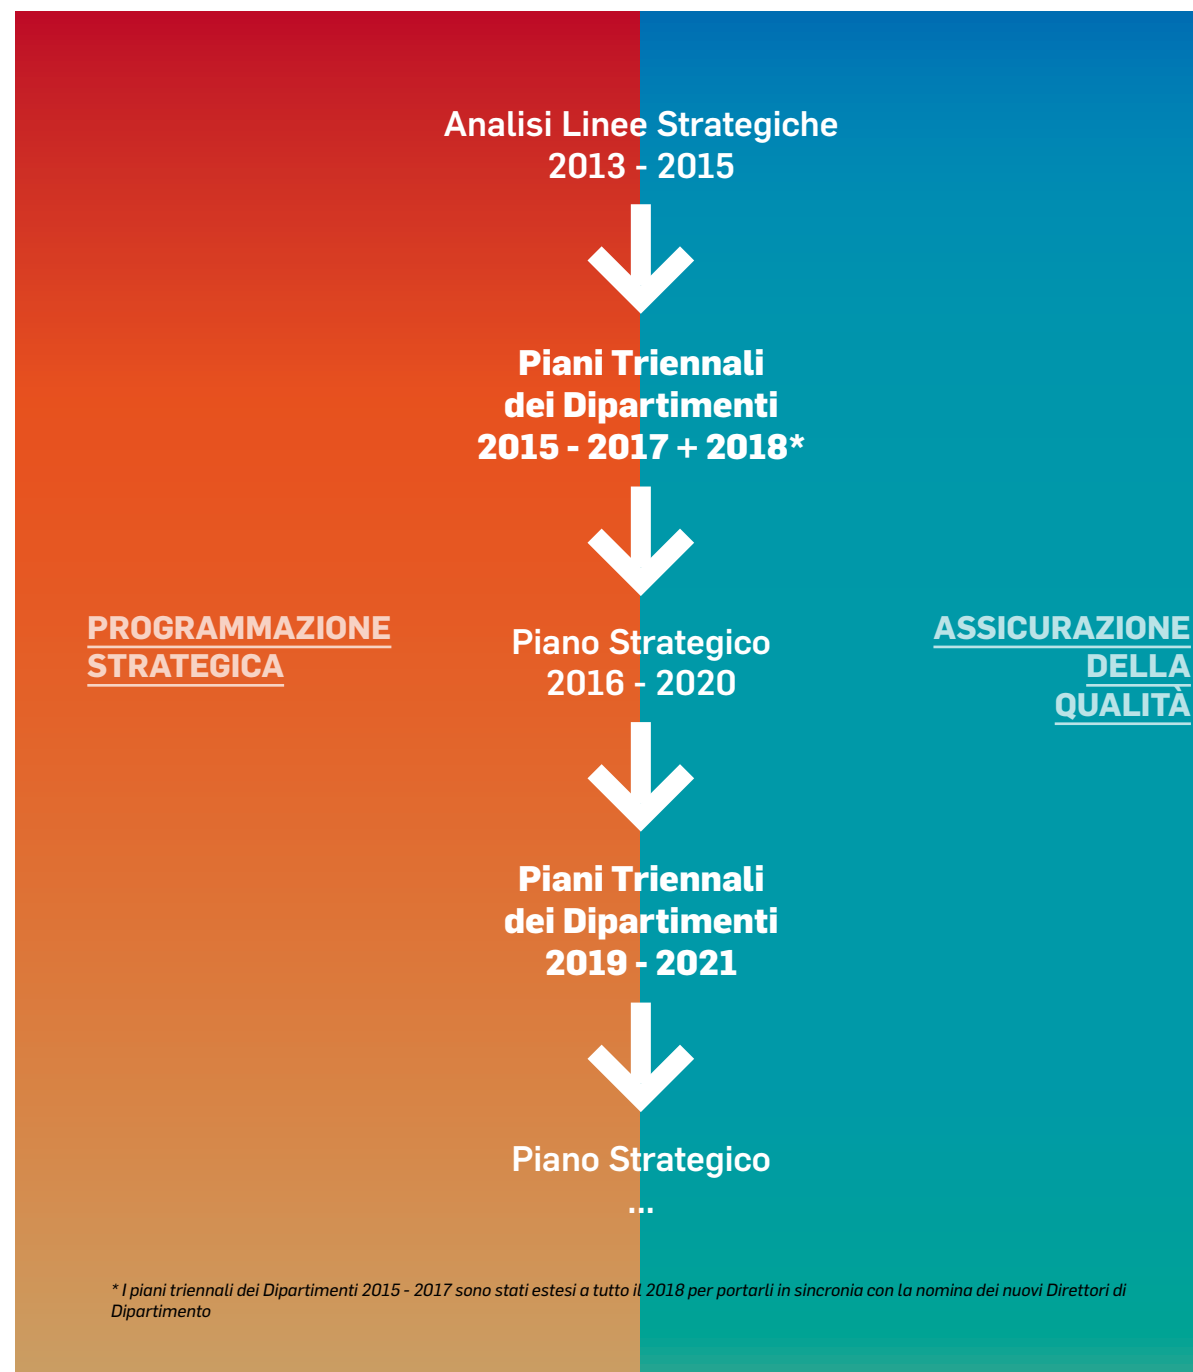 Analisi Linee Strategiche
2013 - 2015
Piani Triennali
dei Dipartimenti
2015 - 2017 + 2018*
PROGRAMMAZIONE
STRATEGICA
Piano Strategico
2016 - 2020
ASSICURAZIONE
DELLA
QUALITÀ
Piani Triennali
dei Dipartimenti
2019 - 2021
Piano Strategico
...
* I piani triennali dei Dipartimenti 2015 - 2017 sono stati estesi a tutto il 2018 per portarli in sincronia con la nomina dei nuovi Direttori di
Dipartimento